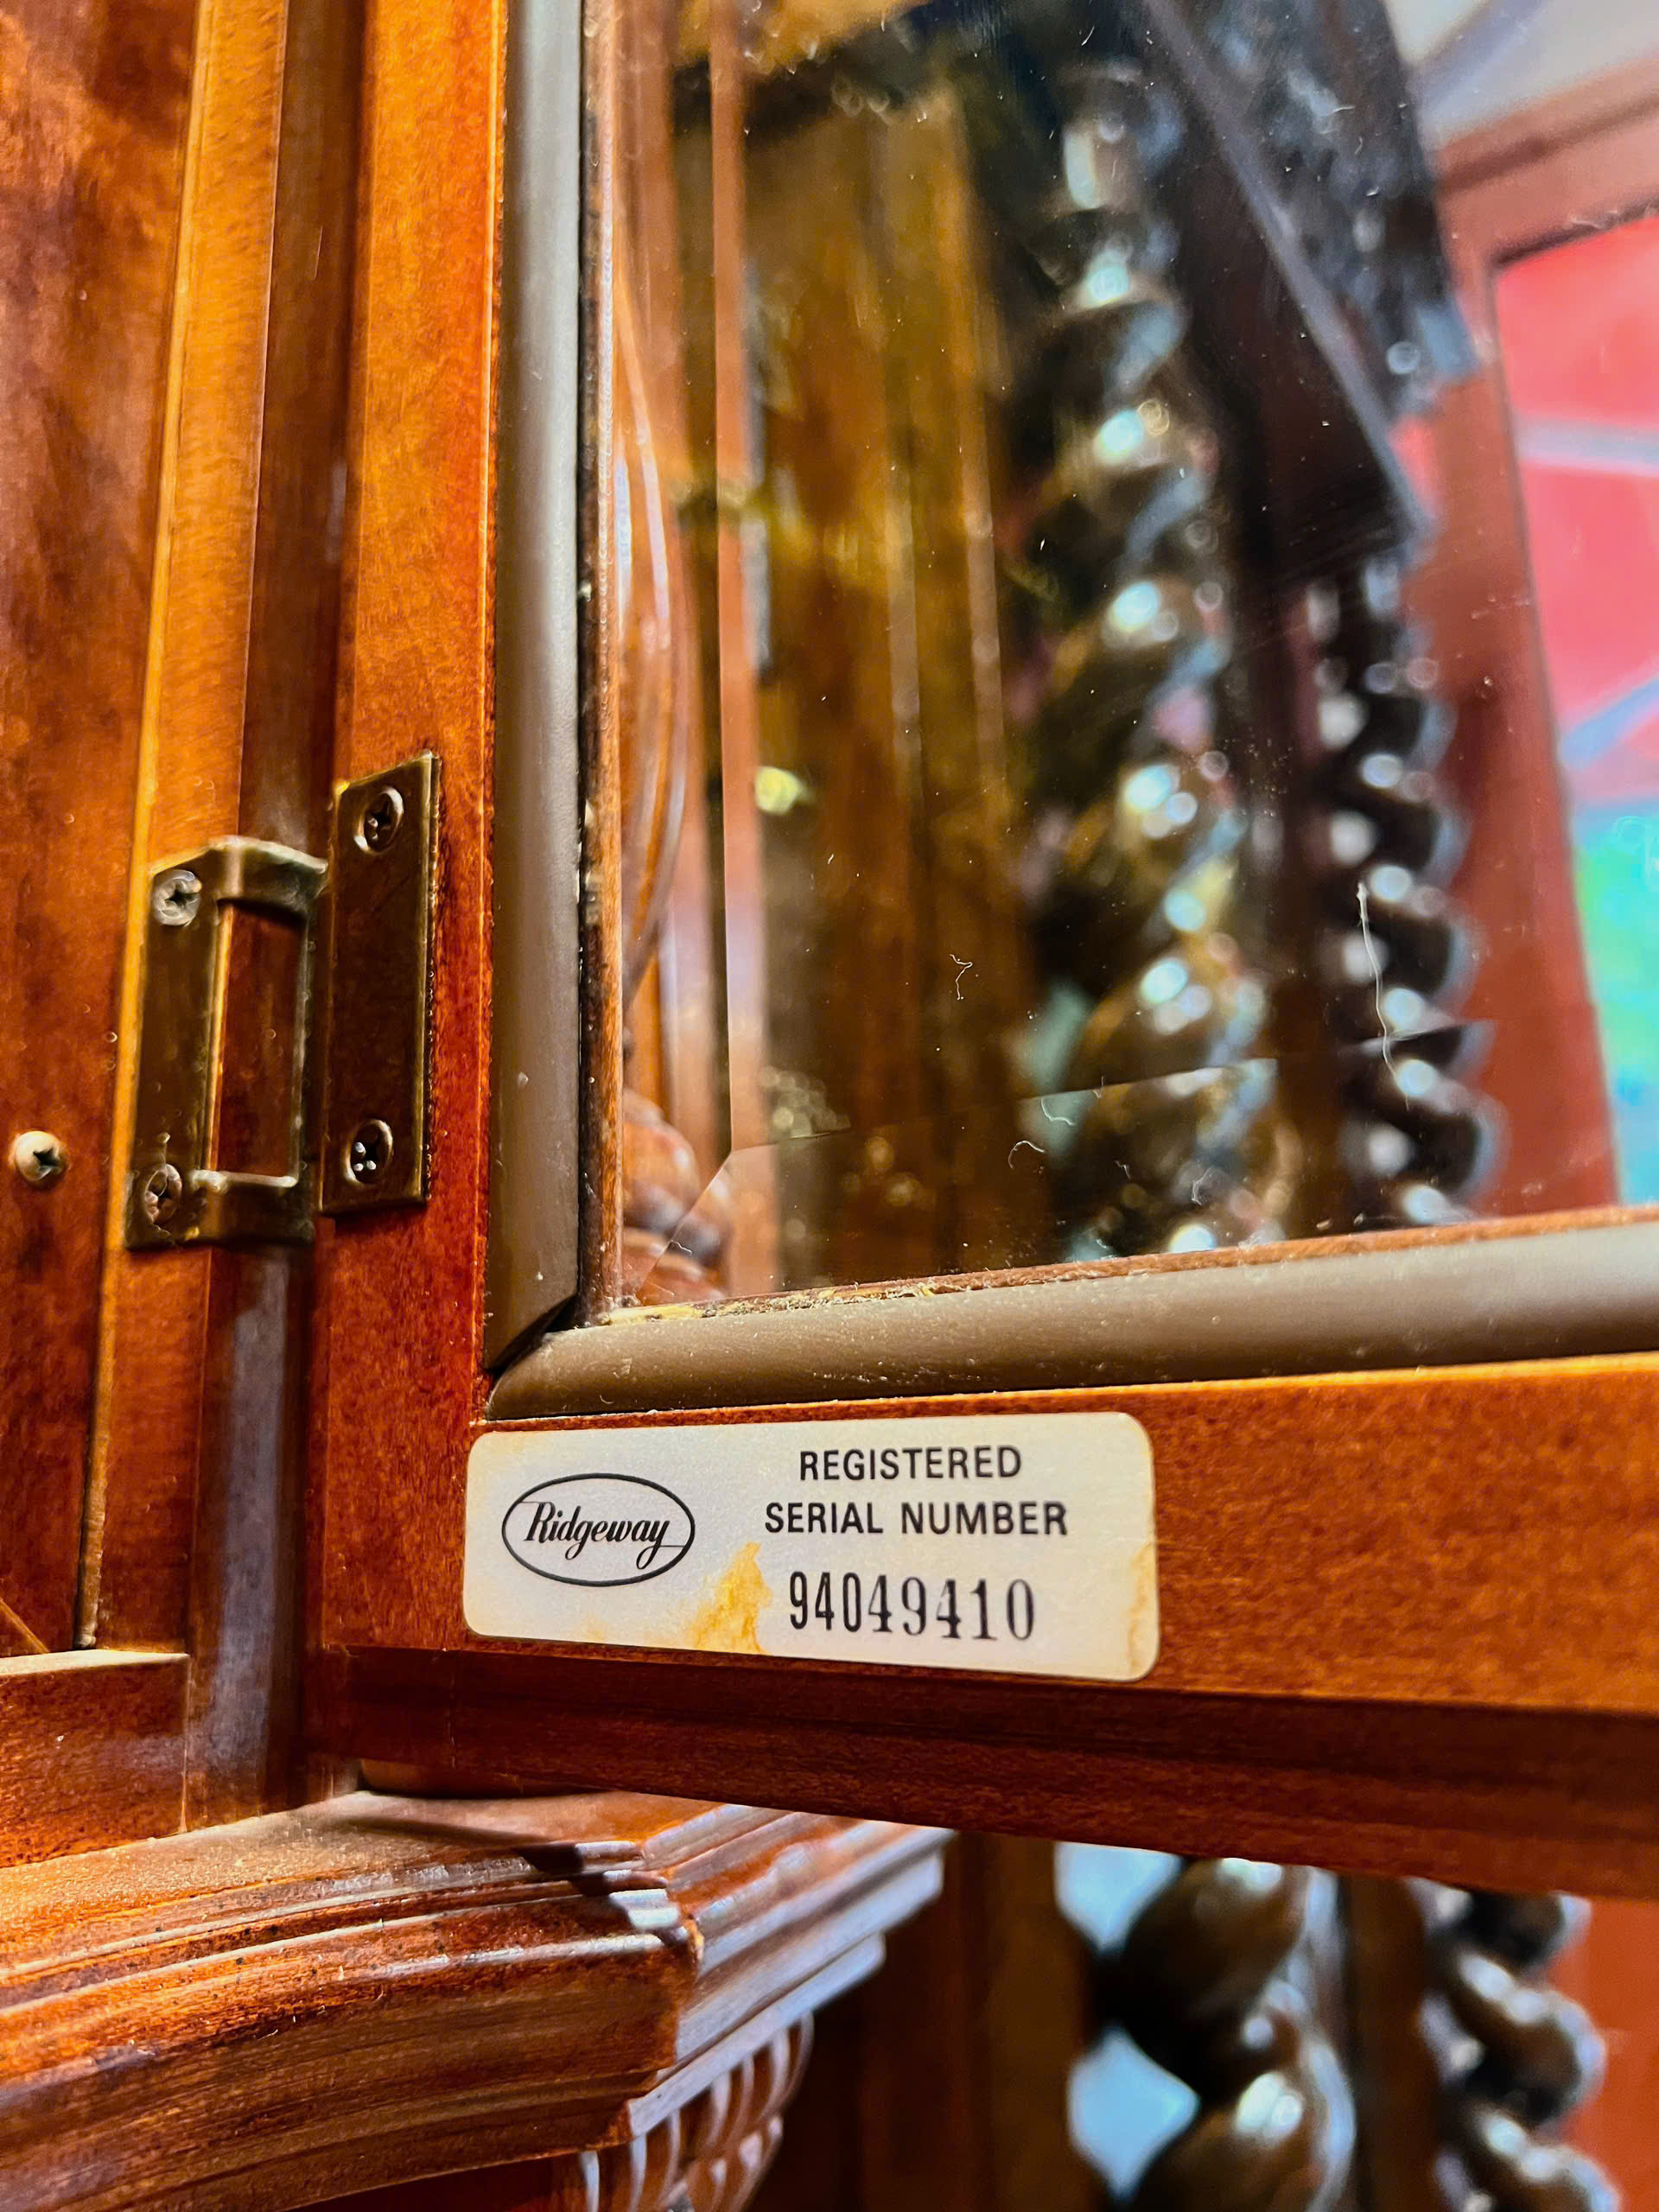 Ridgeway
REGISTERED
SERIAL NUMBER
94049410